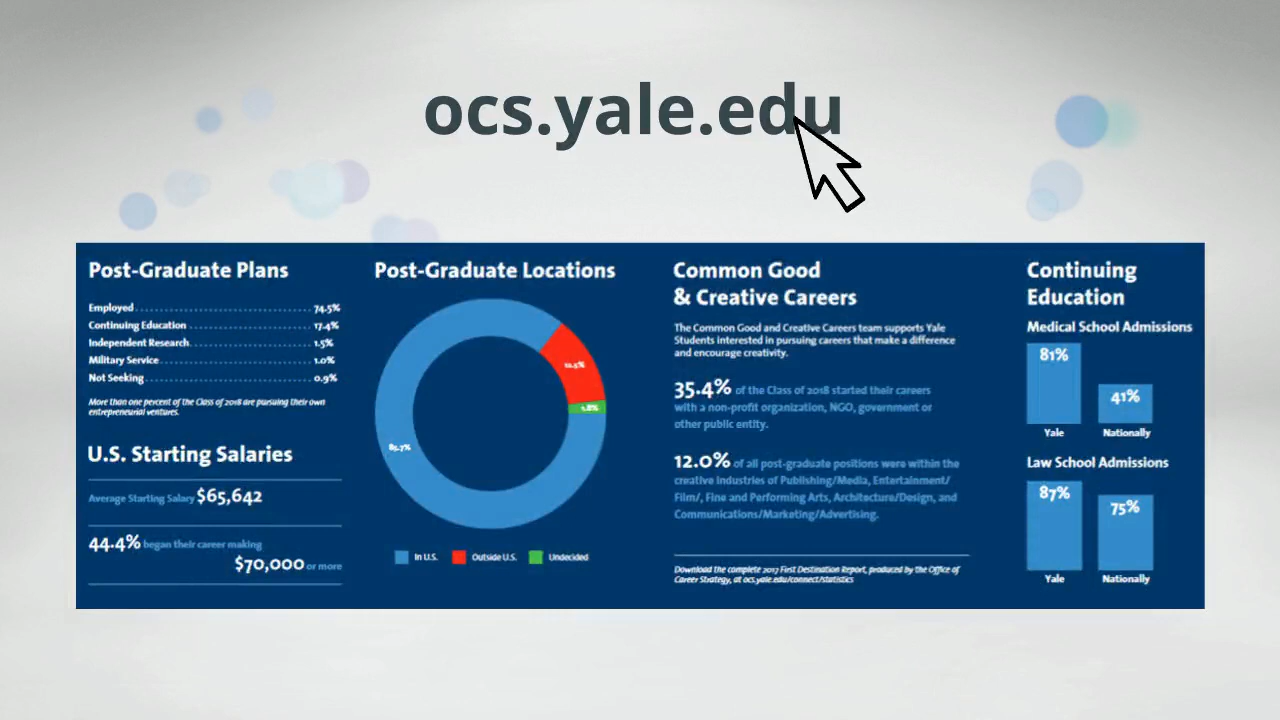 ocs.yale.edu
Post-Graduate Plans
Employed 74.5%
Continuing Education 17.4%
Independent Research 1.5%
Military Service 1.0%
Not Seeking 0.9%
More than one percent of the Class of 2018 are pursuing their own
entrepreneurial ventures.
U.S. Starting Salaries
Average Starting Salary $65,642
44.4% began their career making
$70,000 or more
Post-Graduate Locations
1.8%
85.7%
In U.S.
Outside U.S.
Undecided
Common Good
& Creative Careers
The Common Good and Creative Careers team supports Yale
Students interested in pursuing careers that make a difference
and encourage creativity.
35.4% of the Class of 2018 started their careers
with a non-profit organization, NGO, government or
other public entity.
12.0% of all post-graduate positions were within the
creative industries of Publishing/Media, Entertainment/
Film/, Fine and Performing Arts, Architecture/Design, and
Communications/Marketing/Advertising.
Download the complete 2017 First Destination Report, produced by the Office of
Career Strategy, at ocs.yale.edu/connect/statistics
Continuing
Education
Medical School Admissions
81%
41%
Yale
Nationally
Law School Admissions
87%
75%
Yale
Nationally